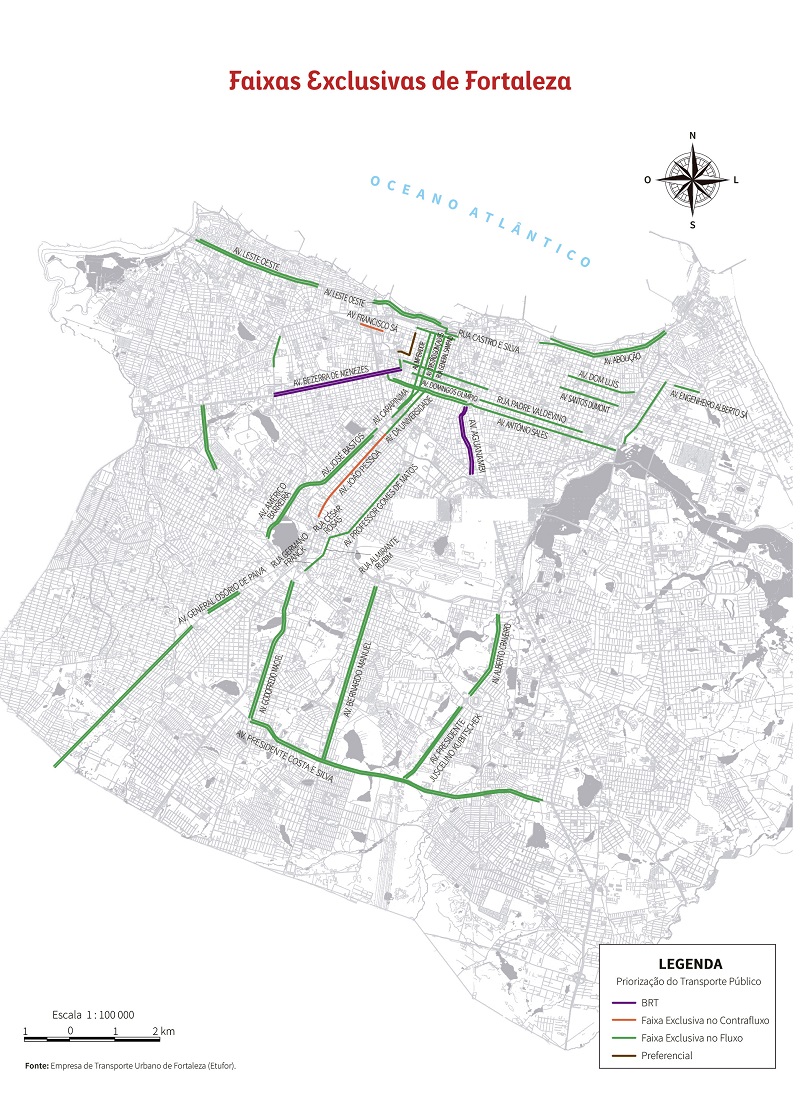 Faixas Exclusivas de Fortaleza
N
O
L
S
OCEANO ATLÂNTICO
AV. LESTE OESTE
AV. LESTE OESTE
AV. FRANCISCO SÁ
RUA CASTRO E SILVA
AV. ABOLIÇÃO
AV. BEZERRA DE MENEZES
AV. DOMINGOS OLÍMPIO
AV. DOM LUIS
AV. SANTOS DUMONT
AV. ENGENHEIRO ALBERTO SÁ
RUA PADRE VALDEVINO
AV. ANTÔNIO SALES
AV. CARAPINIMA
AV. DA UNIVERSIDADE
AV. AGUANAMBI
AV. JOSÉ BASTOS
AV. JOÃO PESSOA
AV. AMÉRICO
BARREIRA
RUA CÉSAR
ROSAS
AV. PROFESSOR GOMES DE MATOS
RUA GERMANO
FRANCK
RUA ALMIRANTE
RUBIM
AV. GENERAL OSÓRIO DE PAIVA
AV. GODOFREDO MACIEL
AV. BERNARDO MANUEL
AV. ALBERTO CRAVEIRO
AV. PRESIDENTE
JUSCELINO KUBITSCHEK
AV. PRESIDENTE COSTA E SILVA
LEGENDA
Priorização do Transporte Público
BRT
Faixa Exclusiva no Contrafluxo
Faixa Exclusiva no Fluxo
Preferencial
Escala 1 : 100 000
1 0 1 2 km
Fonte: Empresa de Transporte Urbano de Fortaleza (Etufor).